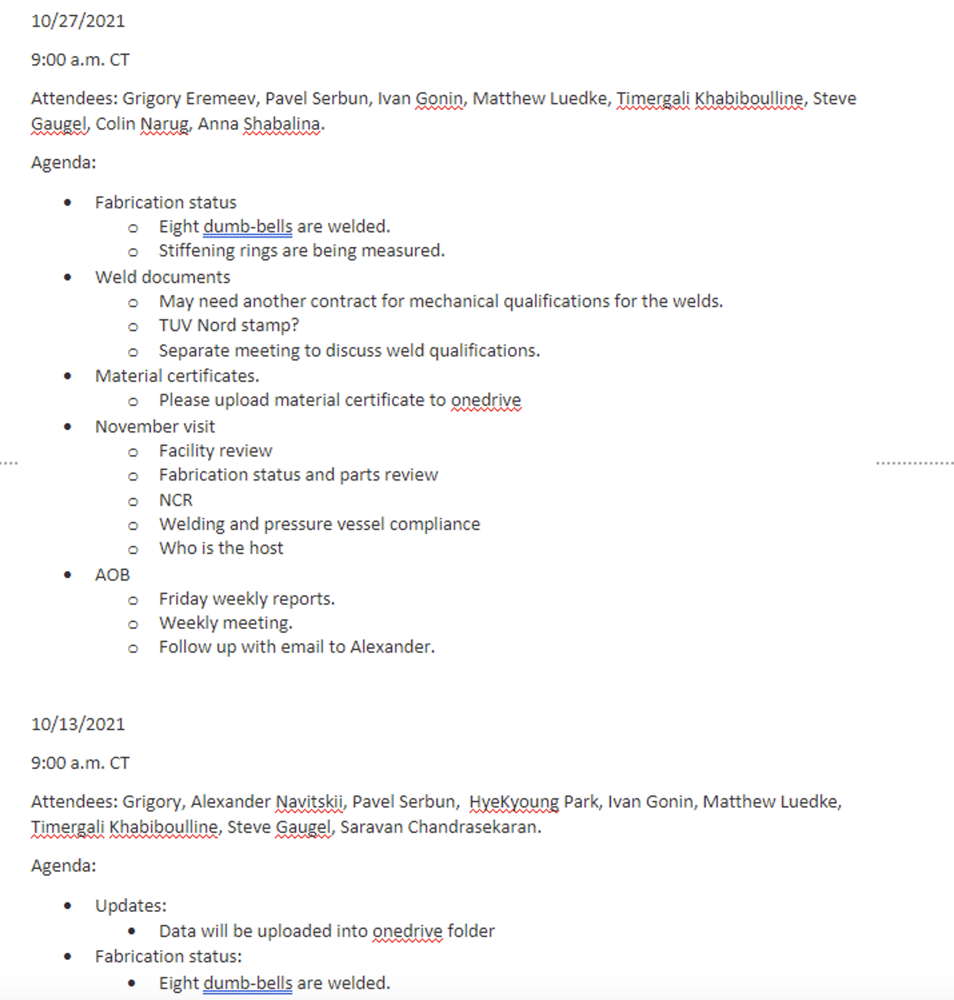 10/27/2021
9:00 a.m. CT
Attendees: Grigory Eremeev, Pavel Serbun, Ivan Gonin, Matthew Luedke, Timergali Khabiboulline, Steve
Gaugel, Colin Narug, Anna Shabalina.
Agenda:
• Fabrication status
o Eight dumb-bells are welded.
o Stiffening rings are being measured.
• Weld documents
o May need another contract for mechanical qualifications for the welds.
o TUV Nord stamp?
o Separate meeting to discuss weld qualifications.
• Material certificates.
o Please upload material certificate to onedrive
• November visit
o Facility review
o Fabrication status and parts review
o NCR
o Welding and pressure vessel compliance
o Who is the host
• AOB
o Friday weekly reports.
o Weekly meeting.
o Follow up with email to Alexander.
10/13/2021
9:00 a.m. CT
Attendees: Grigory, Alexander Navitskii, Pavel Serbun,  HyeKyoung Park, Ivan Gonin, Matthew Luedke,
Timergali Khabiboulline, Steve Gaugel, Saravan Chandrasekaran.
Agenda:
• Updates:
• Data will be uploaded into onedrive folder
• Fabrication status:
• Eight dumb-bells are welded.